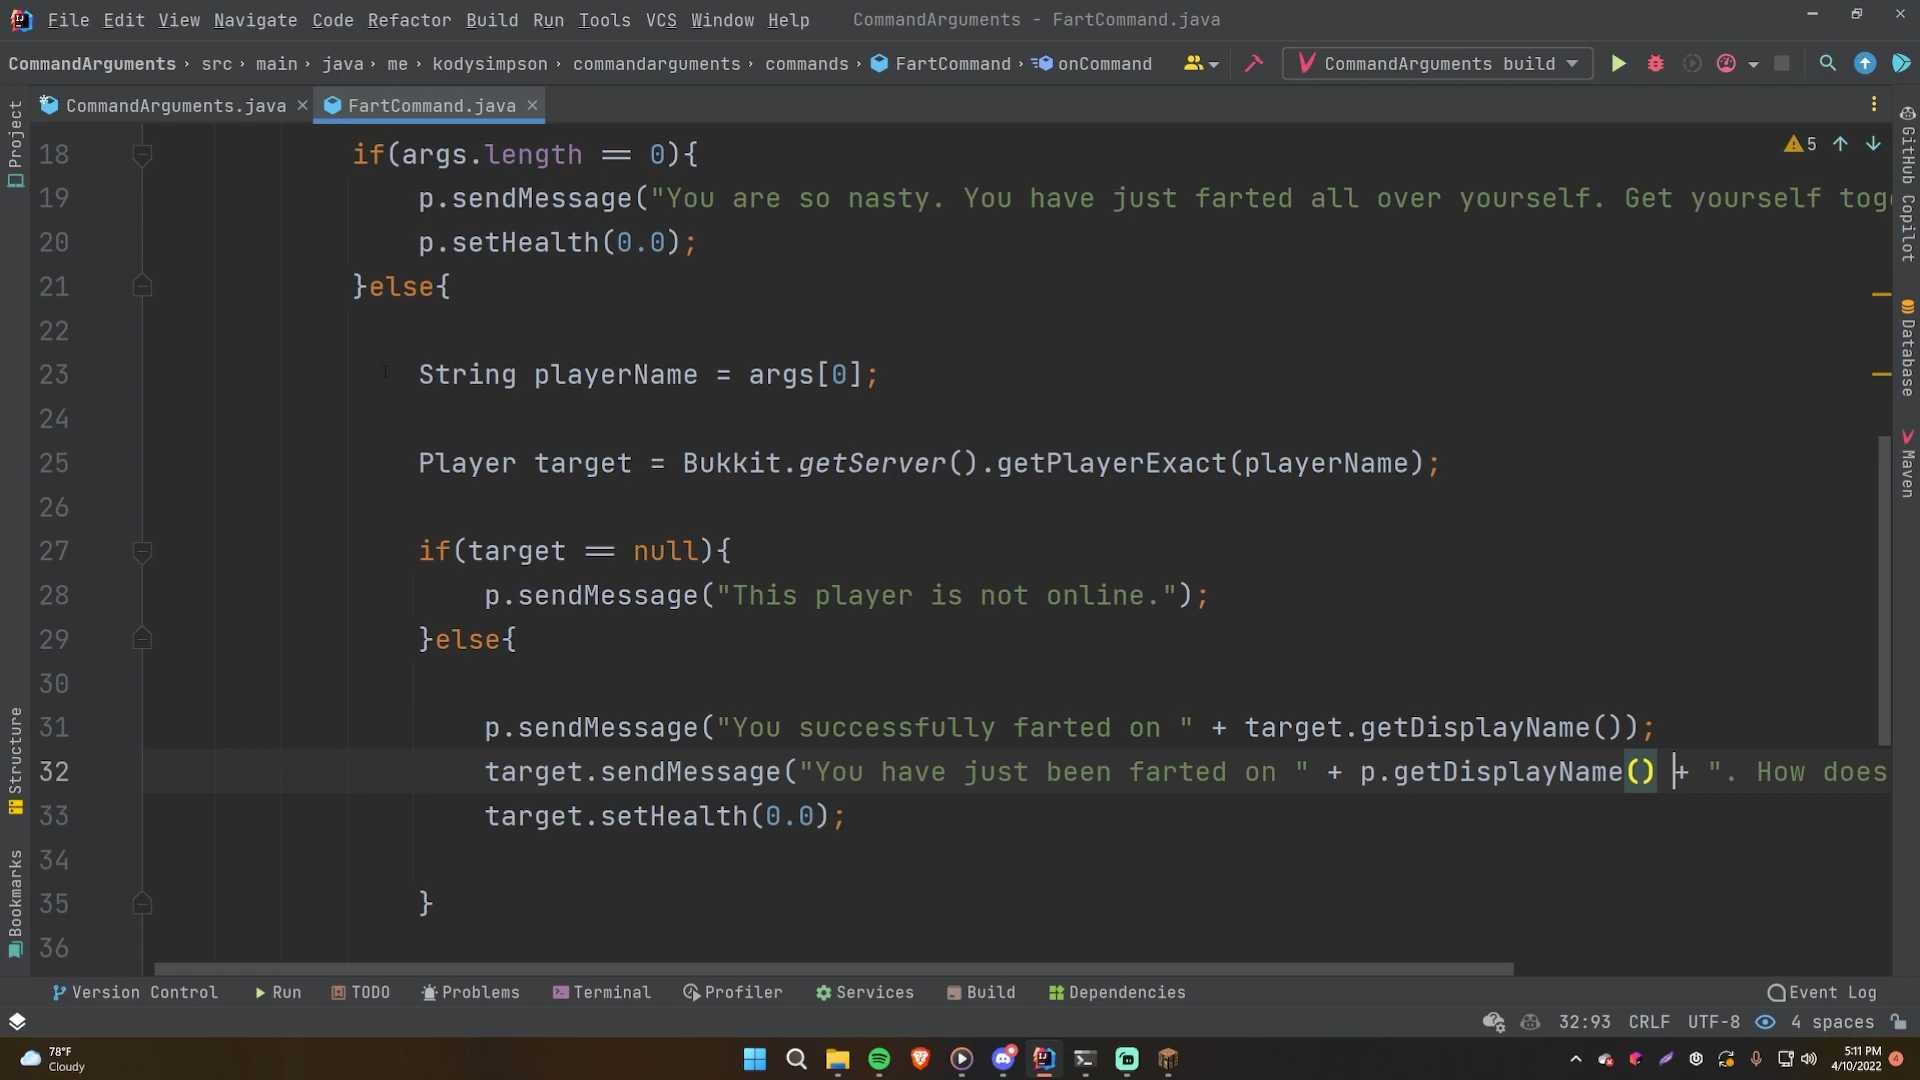 File Edit View Navigate Code Refactor Build Run Tools VCS Window Help CommandArguments - FartCommand.java
CommandArguments › src › main › java › me › kodysimpson › commandarguments › commands › FartCommand › onCommand CommandArguments build
CommandArguments.java × FartCommand.java ×
Project
GitHub Copilot
Database
Maven
Structure
Bookmarks
5
18 if(args.length == 0){
19 p.sendMessage("You are so nasty. You have just farted all over yourself. Get yourself tog
20 p.setHealth(0.0);
21 }else{
22
23 String playerName = args[0];
24
25 Player target = Bukkit.getServer().getPlayerExact(playerName);
26
27 if(target == null){
28 p.sendMessage("This player is not online.");
29 }else{
30
31 p.sendMessage("You successfully farted on " + target.getDisplayName());
32 target.sendMessage("You have just been farted on " + p.getDisplayName() + ". How does
33 target.setHealth(0.0);
34
35 }
36
Version Control Run TODO Problems Terminal Profiler Services Build Dependencies Event Log
32:93 CRLF UTF-8 4 spaces
78°F
Cloudy
5:11 PM
4/10/2022
4